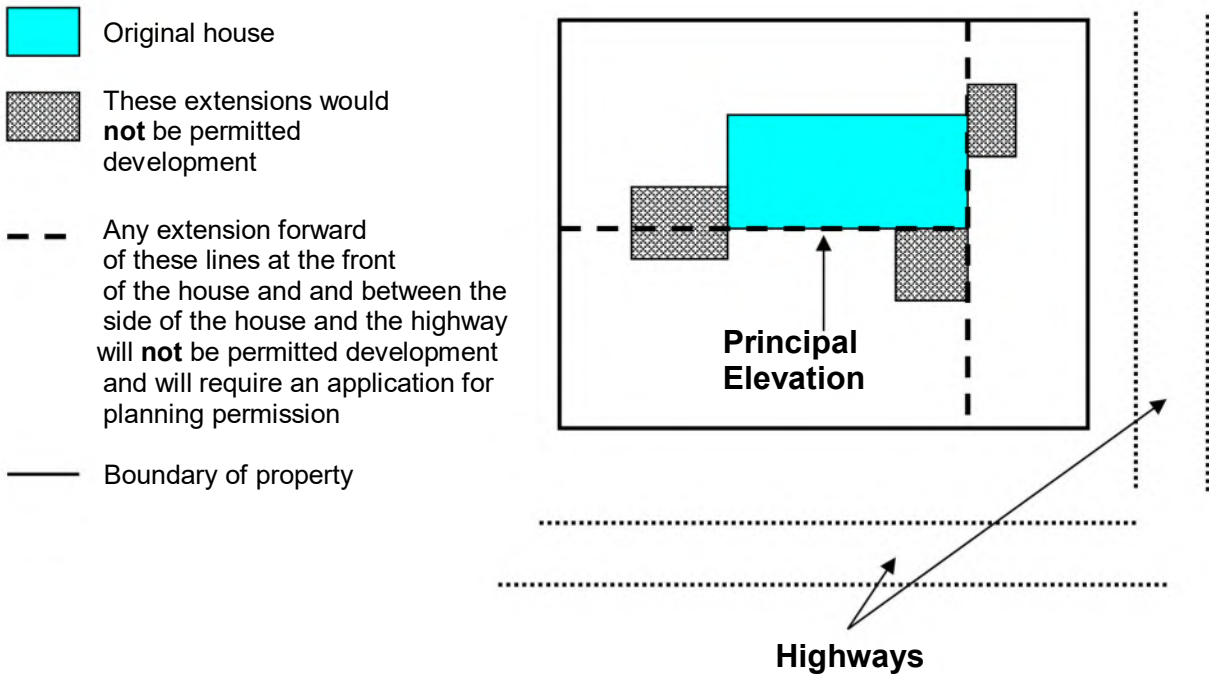 Original house
These extensions would
not be permitted
development
Any extension forward
of these lines at the front
of the house and and between the
side of the house and the highway
will not be permitted development
and will require an application for
planning permission
Boundary of property
Principal
Elevation
Highways